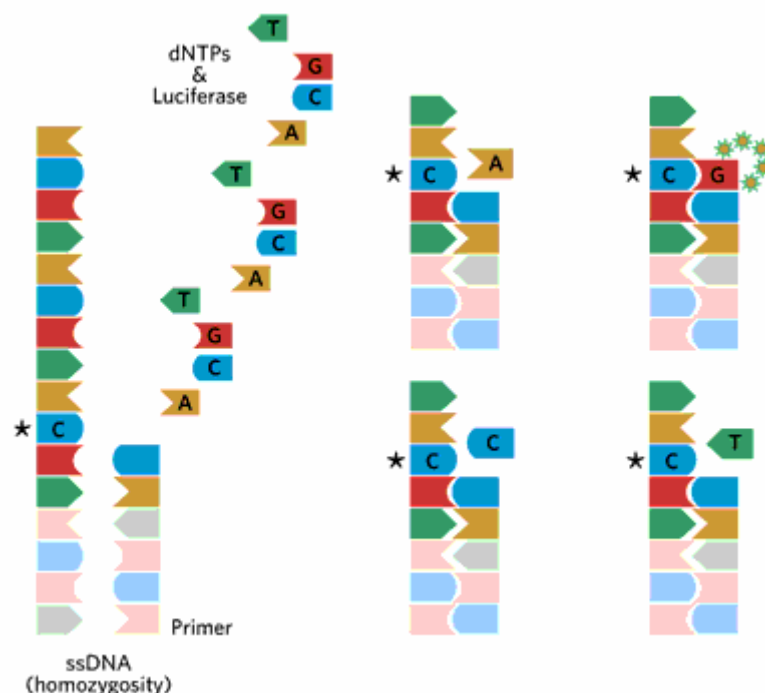 T
dNTPs
&
Luciferase
G
C
A
T
G
C
A
T
G
C
A
* C
Primer
ssDNA
(homozygosity)
* C A
* C G
* C C
* C T